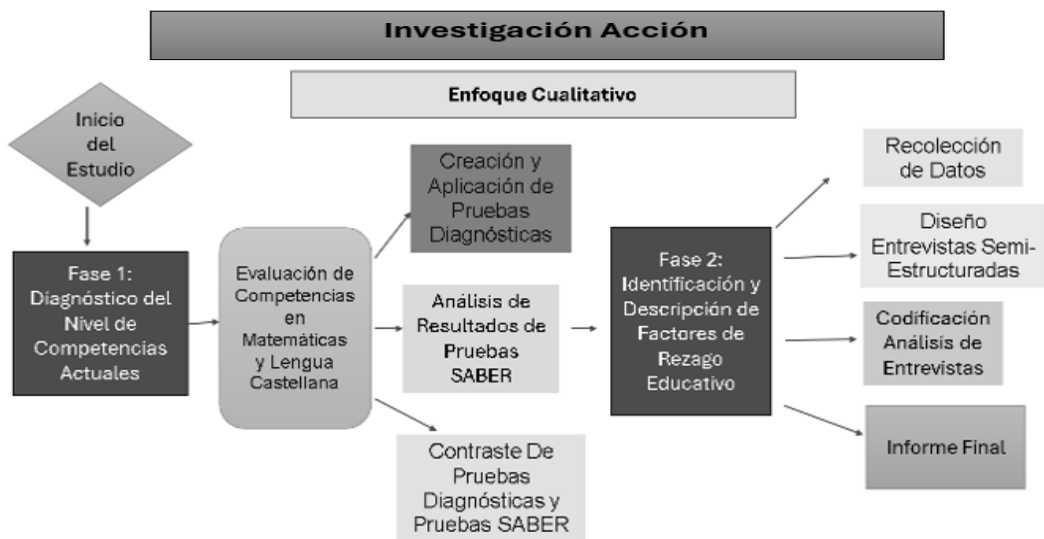 Investigación Acción
Enfoque Cualitativo
Inicio
del
Estudio
Fase 1:
Diagnóstico del
Nivel de
Competencias
Actuales
Evaluación de
Competencias
en
Matemáticas
y Lengua
Castellana
Creación y
Aplicación de
Pruebas
Diagnósticas
Análisis de
Resultados de
Pruebas
SABER
Contraste De
Pruebas
Diagnósticas y
Pruebas SABER
Fase 2:
Identificación y
Descripción de
Factores de
Rezago
Educativo
Recolección
de Datos
Diseño
Entrevistas Semi-
Estructuradas
Codificación
Análisis de
Entrevistas
Informe Final